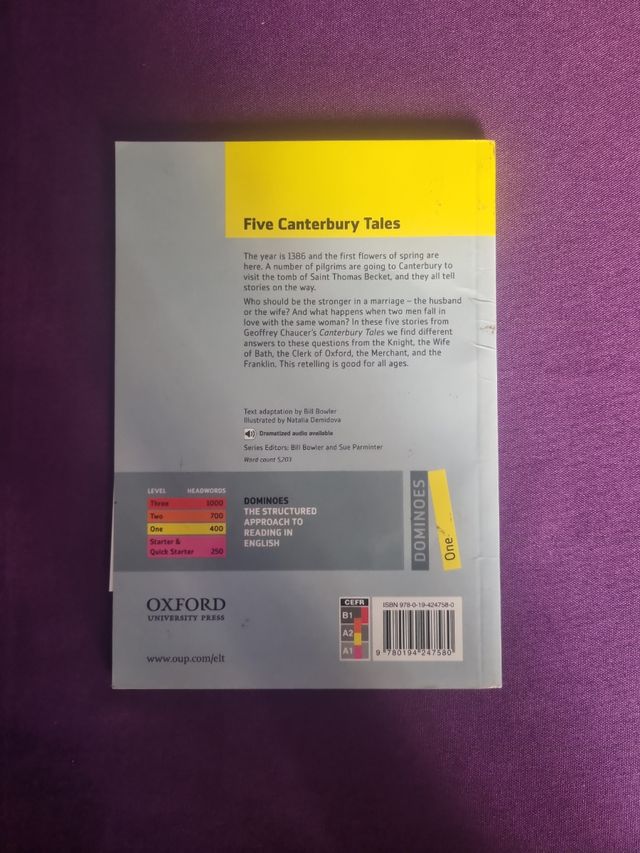 Five Canterbury Tales
The year is 1386 and the first flowers of spring are
here. A number of pilgrims are going to Canterbury to
visit the tomb of Saint Thomas Becket, and they all tell
stories on the way.
Who should be the stronger in a marriage – the husband
or the wife? And what happens when two men fall in
love with the same woman? In these five stories from
Geoffrey Chaucer's Canterbury Tales we find different
answers to these questions from the Knight, the Wife
of Bath, the Clerk of Oxford, the Merchant, and the
Franklin. This retelling is good for all ages.
Text adaptation by Bill Bowler
Illustrated by Natalia Demidova
Dramatized audio available
Series Editors: Bill Bowler and Sue Parminter
Word count 5,203
LEVEL HEADWORDS
Three 1000
Two 700
One 400
Starter &
Quick Starter 250
DOMINOES
THE STRUCTURED
APPROACH TO
READING IN
ENGLISH
DOMINOES
One
OXFORD
UNIVERSITY PRESS
www.oup.com/elt
CEFR
B1
A2
A1
ISBN 978-0-19-424758-0
9 780194 247580